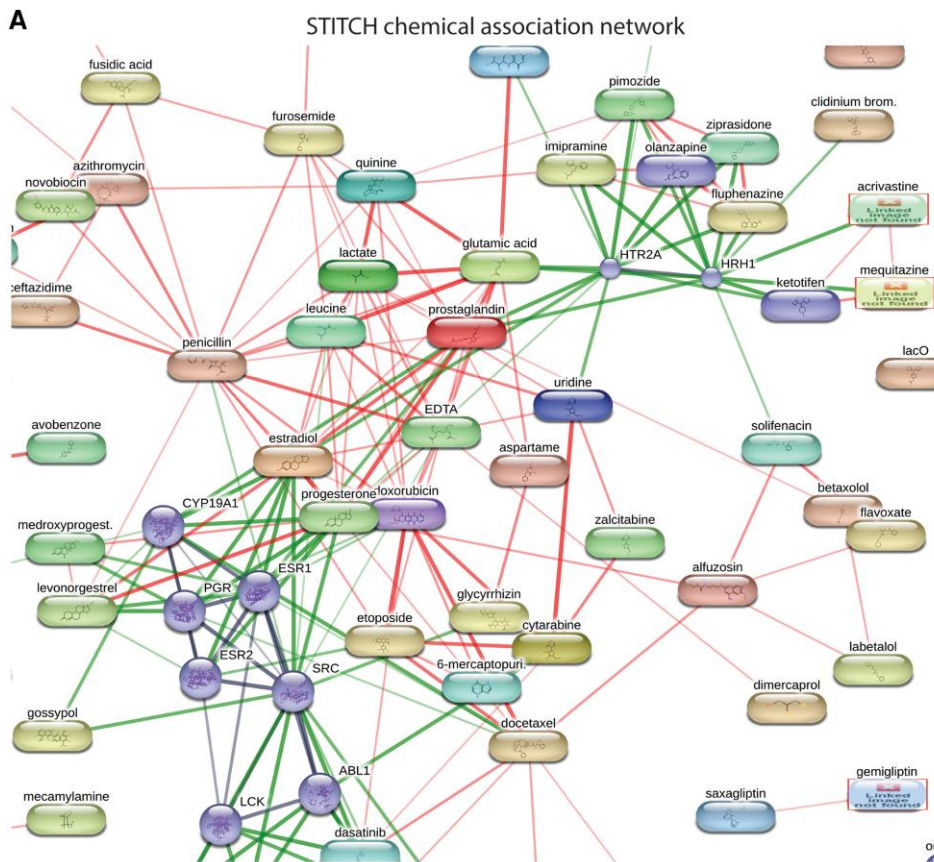 A
STITCH chemical association network
fusidic acid
pimozide
clidinium brom.
furosemide
ziprasidone
imipramine
olanzapine
quinine
azithromycin
novobiocin
fluphenazine
acrivastine
Linked
image
not found
lactate
glutamic acid
HTR2A
HRH1
ketotifen
mequitazine
Linked
image
not found
ceftazidime
leucine
prostaglandin
penicillin
lacO
uridine
EDTA
avobenzone
estradiol
aspartame
solifenacin
CYP19A1
progesterone
doxorubicin
betaxolol
flavoxate
medroxyprogest.
zalcitabine
levonorgestrel
PGR
ESR1
alfuzosin
glycyrrhizin
etoposide
cytarabine
ESR2
SRC
6-mercaptopuri.
labetalol
dimercaprol
gossypol
docetaxel
mecamylamine
LCK
ABL1
saxagliptin
gemigliptin
Linked
image
not found
dasatinib